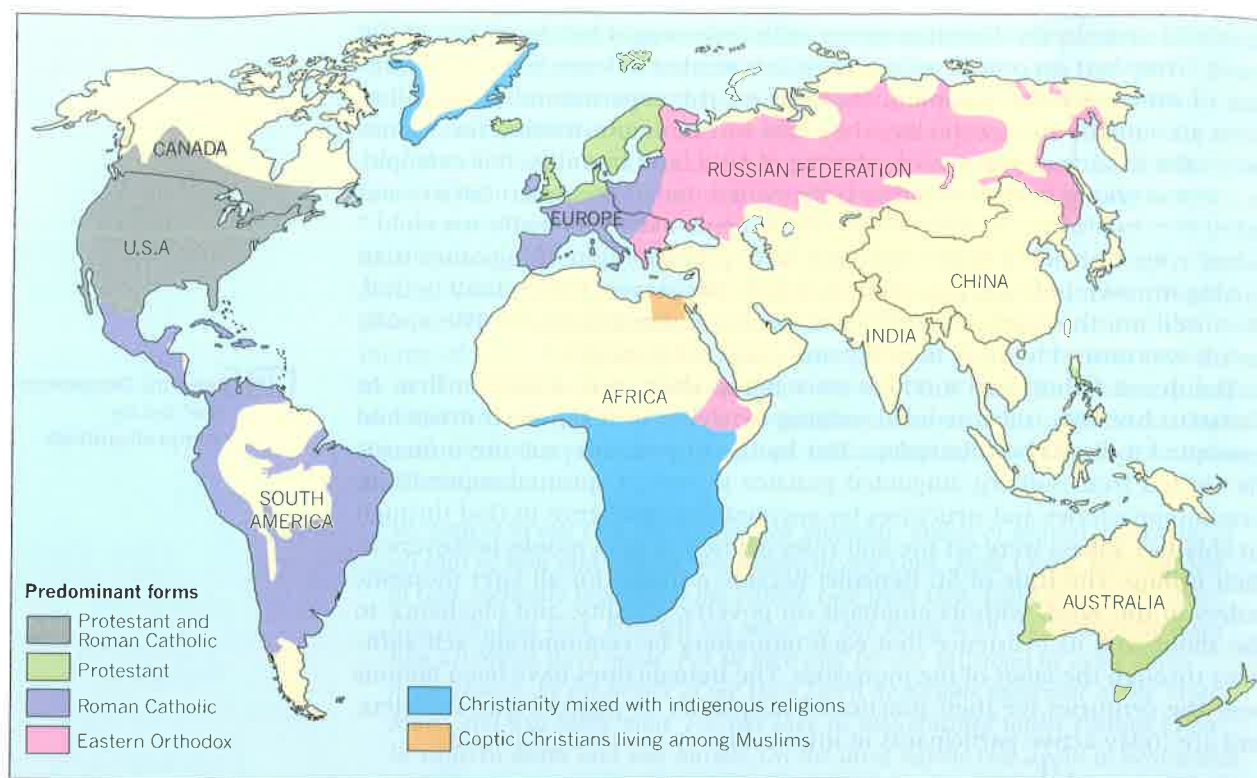 CANADA
U.S.A
SOUTH
AMERICA
EUROPE
AFRICA
RUSSIAN FEDERATION
CHINA
INDIA
AUSTRALIA
Predominant forms
Protestant and
Roman Catholic
Protestant
Roman Catholic
Eastern Orthodox
Christianity mixed with indigenous religions
Coptic Christians living among Muslims